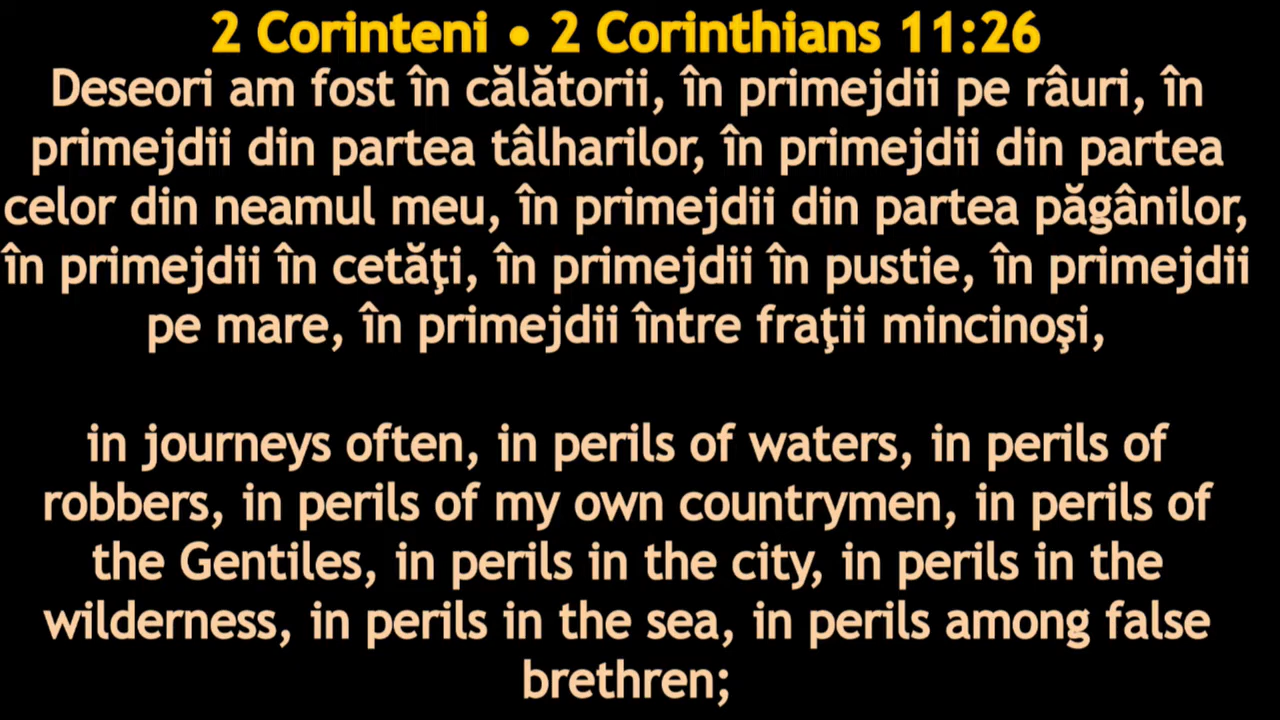 2 Corinteni • 2 Corinthians 11:26
Deseori am fost în călătorii, în primejdii pe râuri, în
primejdii din partea tâlharilor, în primejdii din partea
celor din neamul meu, în primejdii din partea păgânilor,
în primejdii în cetăţi, în primejdii în pustie, în primejdii
pe mare, în primejdii între fraţii mincinoşi,
in journeys often, in perils of waters, in perils of
robbers, in perils of my own countrymen, in perils of
the Gentiles, in perils in the city, in perils in the
wilderness, in perils in the sea, in perils among false
brethren;